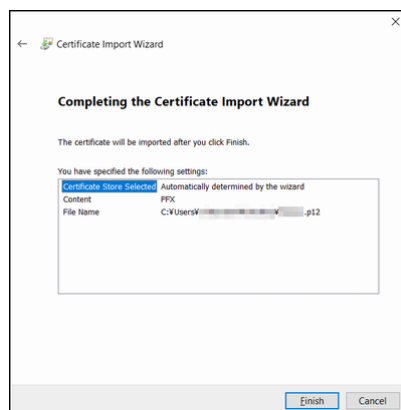 Certificate Import Wizard
Completing the Certificate Import Wizard
The certificate will be imported after you click Finish.
You have specified the following settings:
Certificate Store Selected Automatically determined by the wizard
Content PFX
File Name C:¥Users¥ ¥ .p12
Finish Cancel